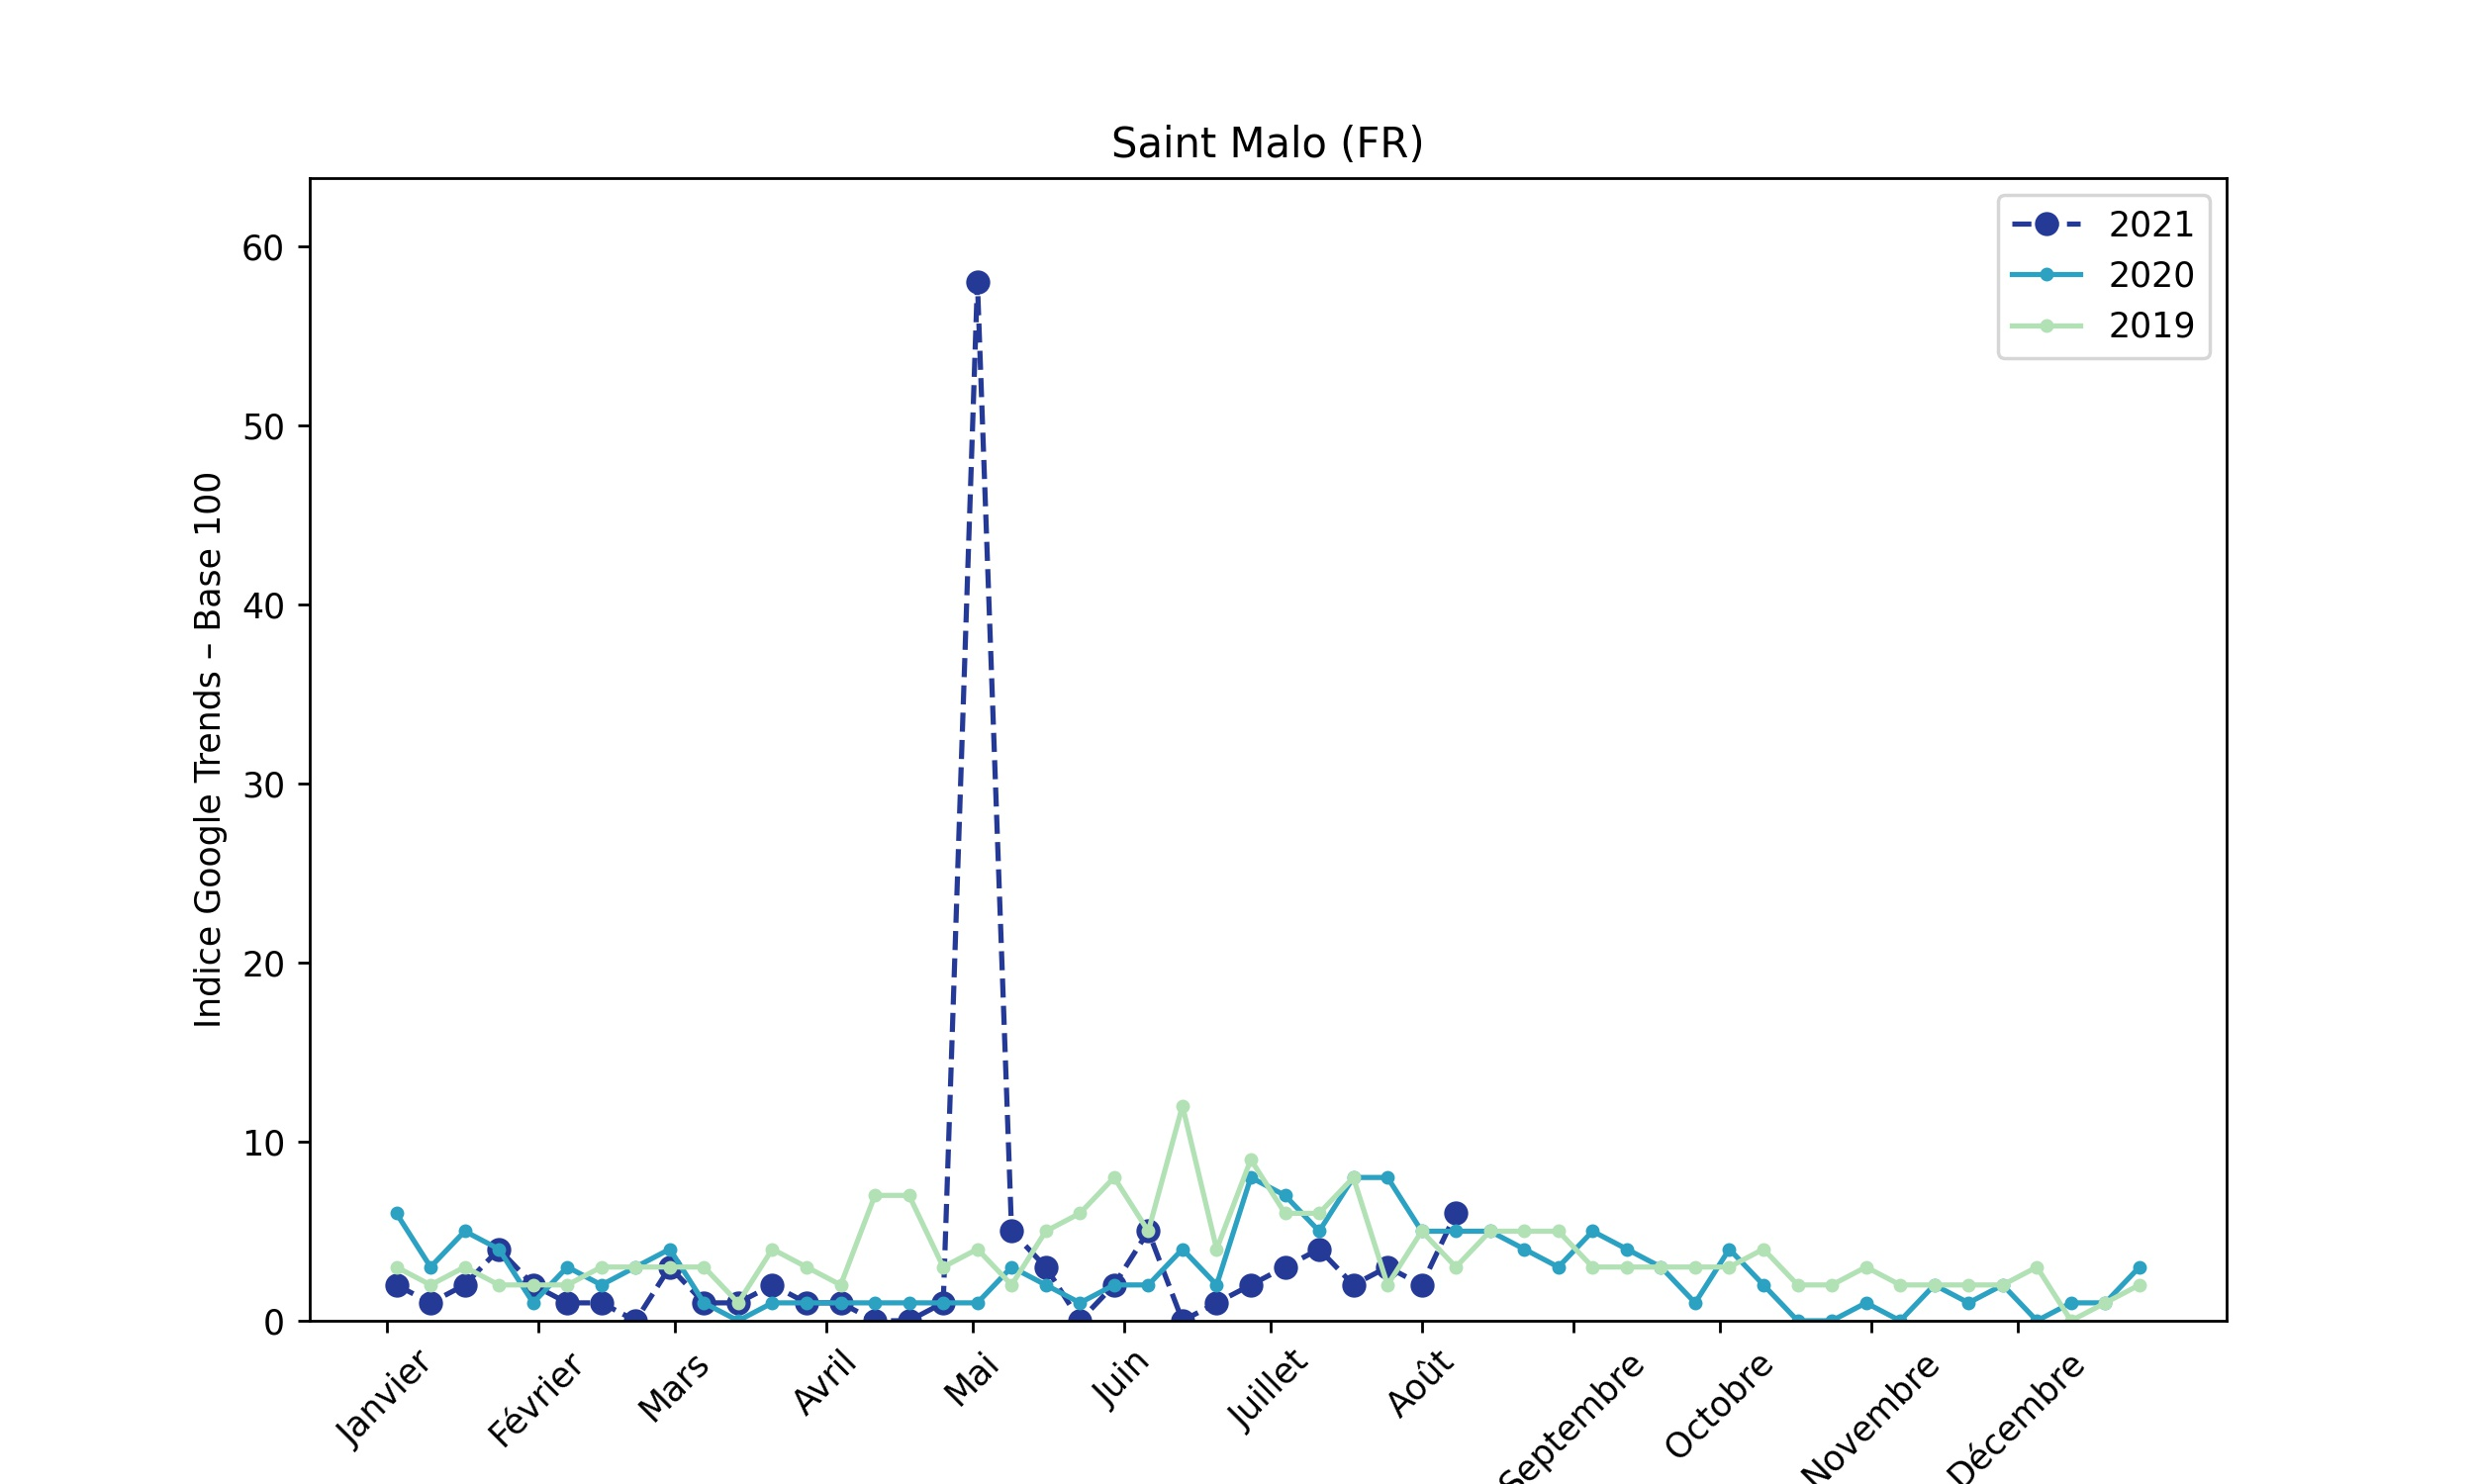 Saint Malo (FR)
2021
2020
2019
60
50
40
30
20
10
0
Indice Google Trends – Base 100
Janvier
Février
Mars
Avril
Mai
Juin
Juillet
Août
Septembre
Octobre
Novembre
Décembre